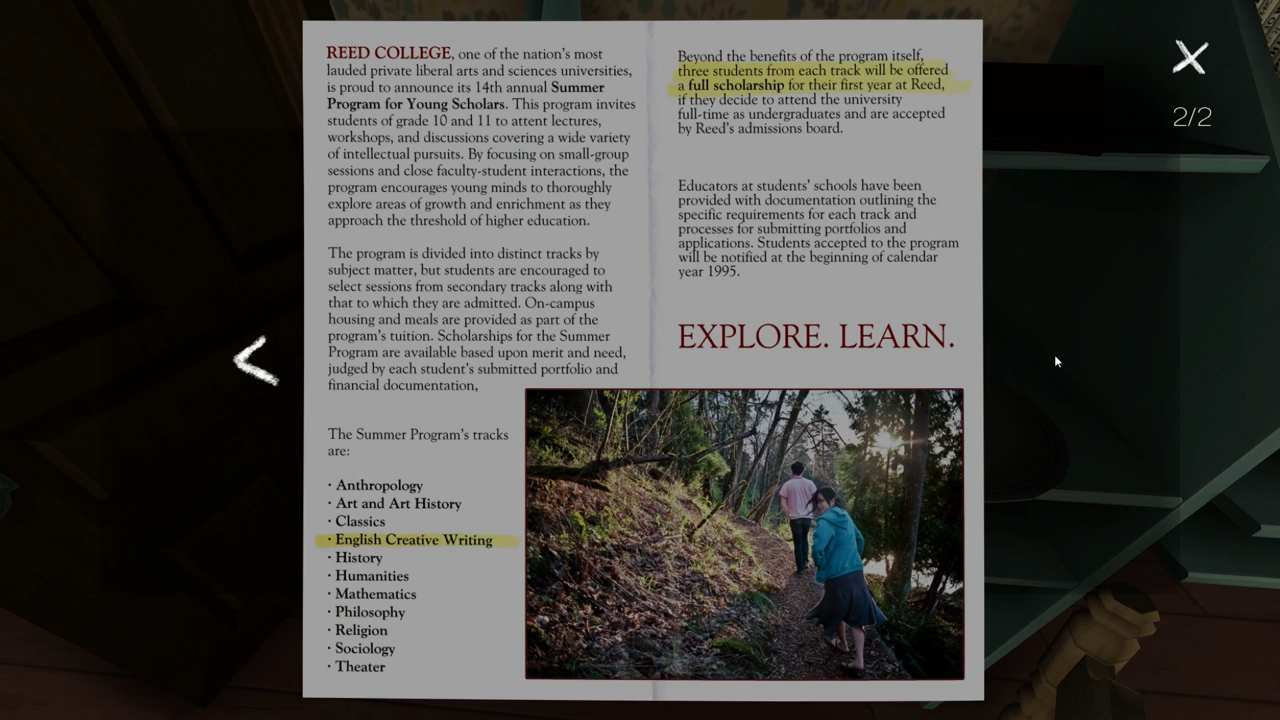 REED COLLEGE, one of the nation's most
lauded private liberal arts and sciences universities,
is proud to announce its 14th annual Summer
Program for Young Scholars. This program invites
students of grade 10 and 11 to attent lectures,
workshops, and discussions covering a wide variety
of intellectual pursuits. By focusing on small-group
sessions and close faculty-student interactions, the
program encourages young minds to thoroughly
explore areas of growth and enrichment as they
approach the threshold of higher education.
The program is divided into distinct tracks by
subject matter, but students are encouraged to
select sessions from secondary tracks along with
that to which they are admitted. On-campus
housing and meals are provided as part of the
program's tuition. Scholarships for the Summer
Program are available based upon merit and need,
judged by each student's submitted portfolio and
financial documentation,
The Summer Program's tracks
are:
· Anthropology
· Art and Art History
· Classics
· English Creative Writing
· History
· Humanities
· Mathematics
· Philosophy
· Religion
· Sociology
· Theater
Beyond the benefits of the program itself,
three students from each track will be offered
a full scholarship for their first year at Reed,
if they decide to attend the university
full-time as undergraduates and are accepted
by Reed's admissions board.
Educators at students' schools have been
provided with documentation outlining the
specific requirements for each track and
processes for submitting portfolios and
applications. Students accepted to the program
will be notified at the beginning of calendar
year 1995.
EXPLORE. LEARN.
2/2